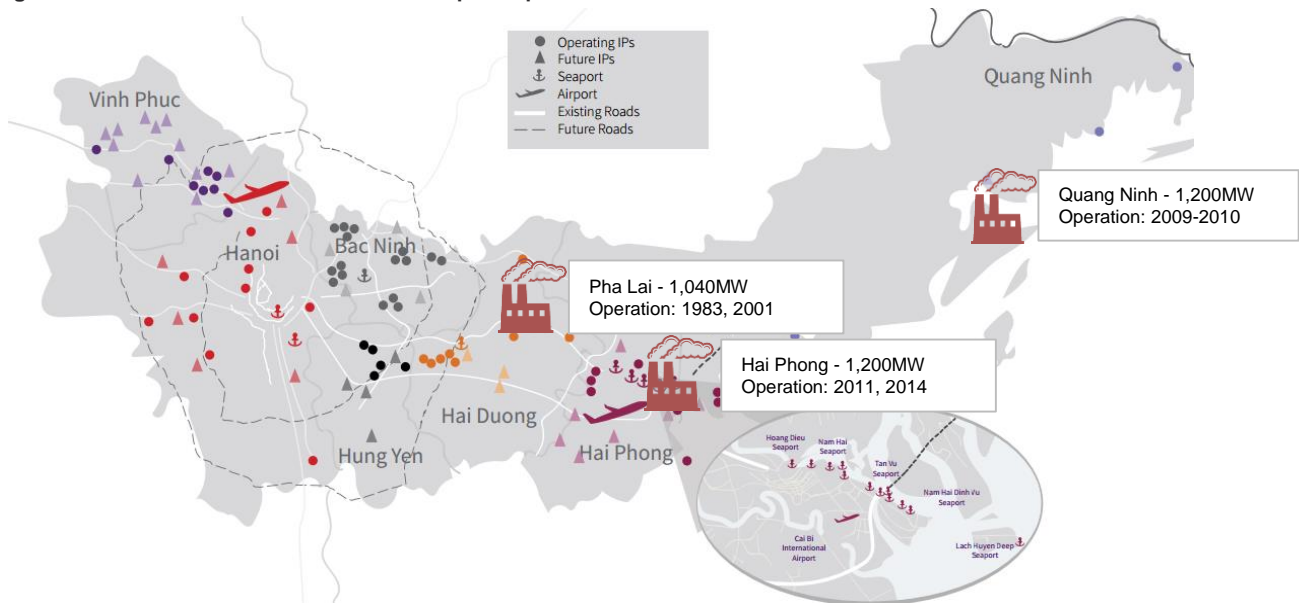 Operating IPs
Future IPs
Seaport
Airport
Existing Roads
Future Roads
Vinh Phuc
Quang Ninh
Quang Ninh - 1,200MW
Operation: 2009-2010
Hanoi
Bac Ninh
Pha Lai - 1,040MW
Operation: 1983, 2001
Hai Phong - 1,200MW
Operation: 2011, 2014
Hai Duong
Hung Yen
Hai Phong
Hoang Dieu
Seaport
Nam Hai
Seaport
Tan Vu
Seaport
Nam Hai Dinh Vu
Seaport
Cai Bi
International
Airport
Lach Huyen Deep
Seaport